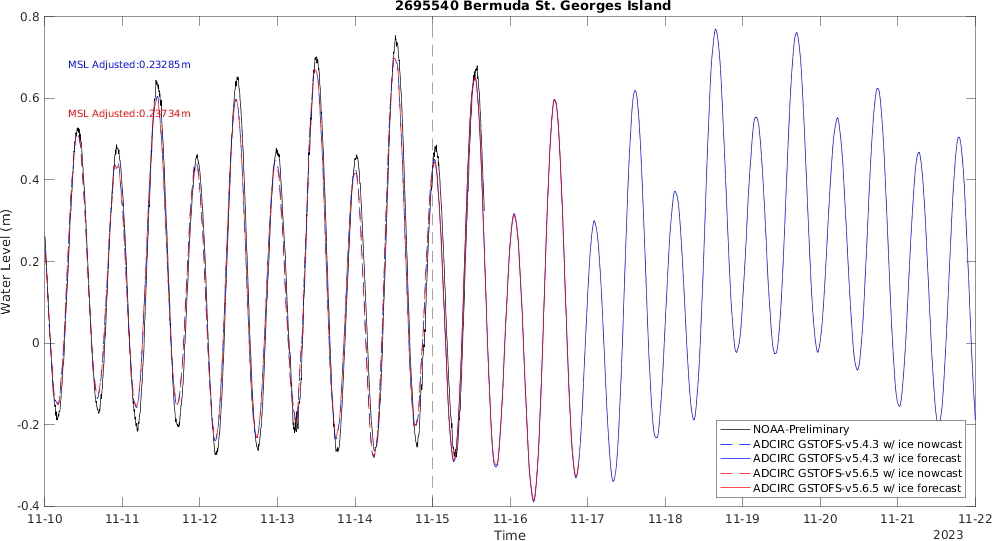 2695540 Bermuda St. Georges Island
0.8
MSL Adjusted:0.23285m
0.6
MSL Adjusted:0.23734m
0.4
0.2
0
-0.2
-0.4
Water Level (m)
NOAA-Preliminary
ADCIRC GSTOFS-v5.4.3 w/ ice nowcast
ADCIRC GSTOFS-v5.4.3 w/ ice forecast
ADCIRC GSTOFS-v5.6.5 w/ ice nowcast
ADCIRC GSTOFS-v5.6.5 w/ ice forecast
11-10 11-11 11-12 11-13 11-14 11-15 11-16 11-17 11-18 11-19 11-20 11-21 11-22
Time
2023